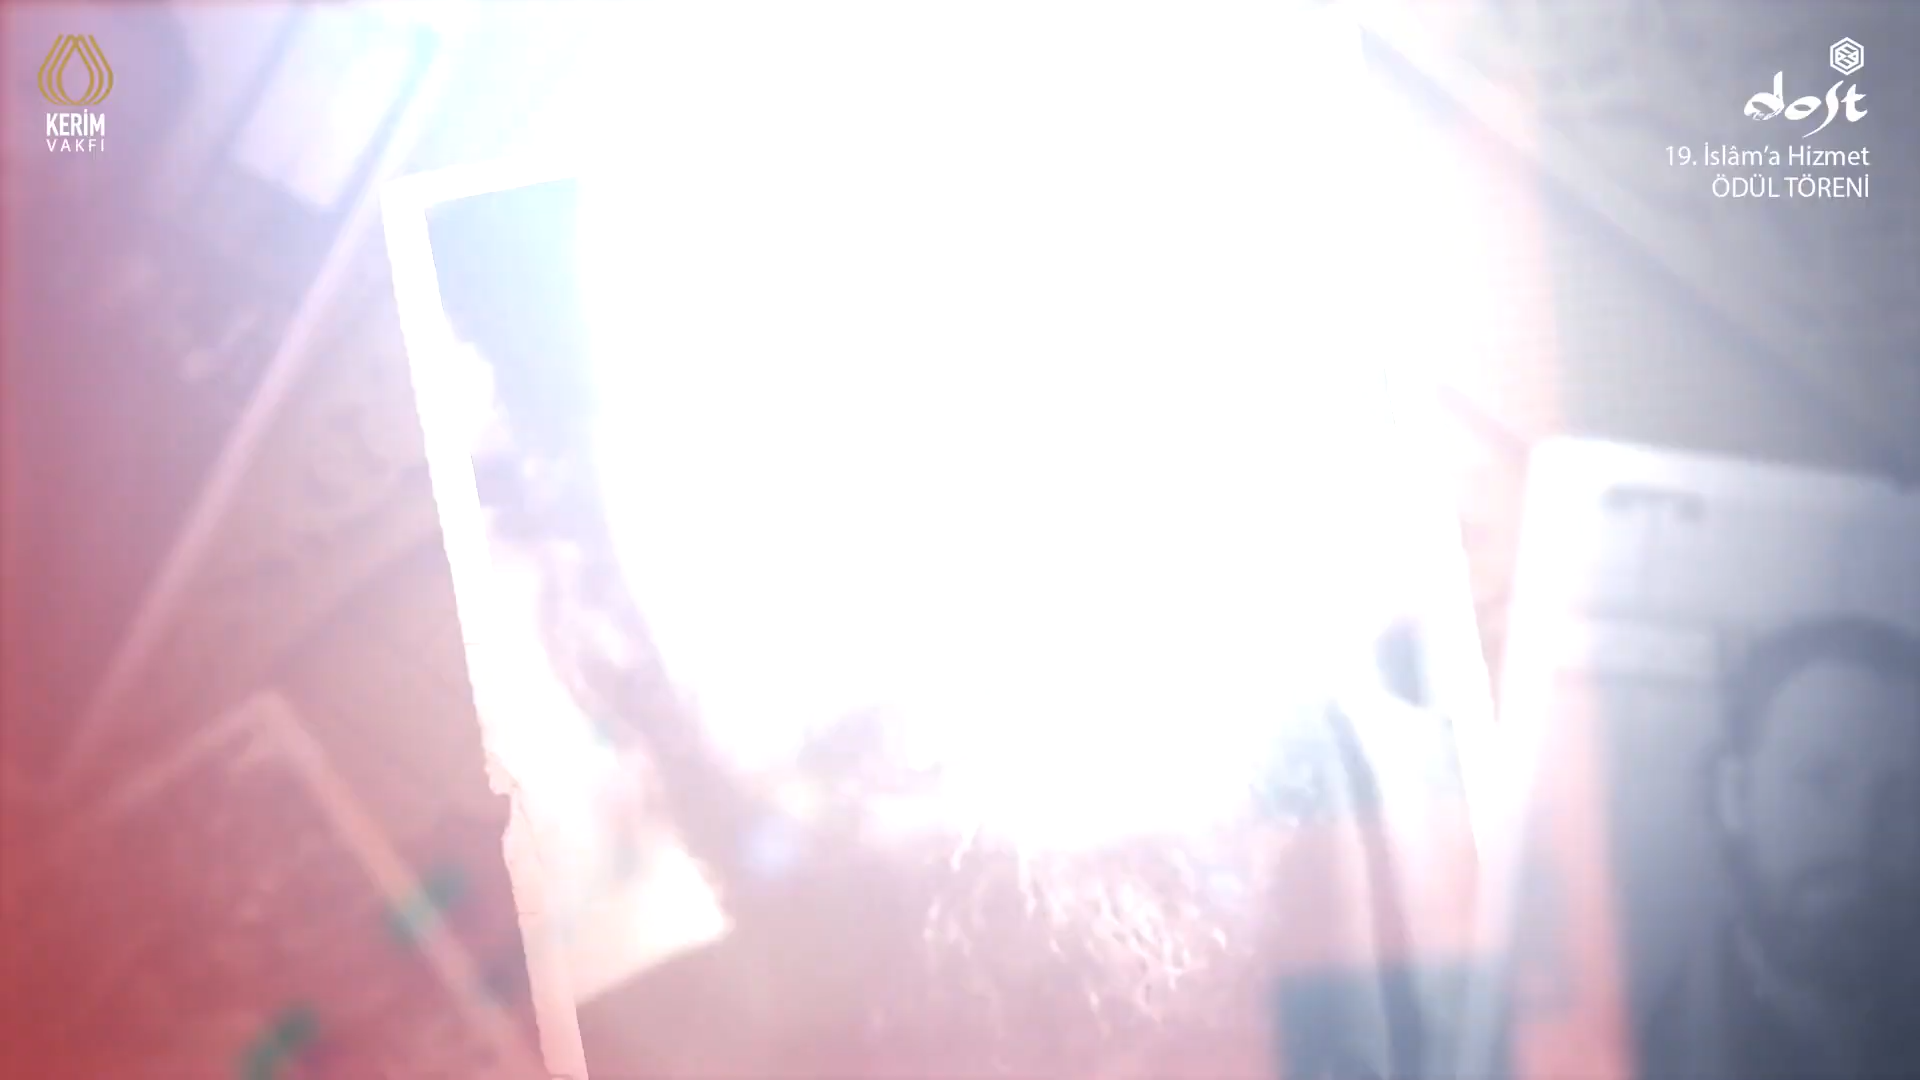 KERİM
VAKFI
dost
19. İslâm'a Hizmet
ÖDÜL TÖRENİ